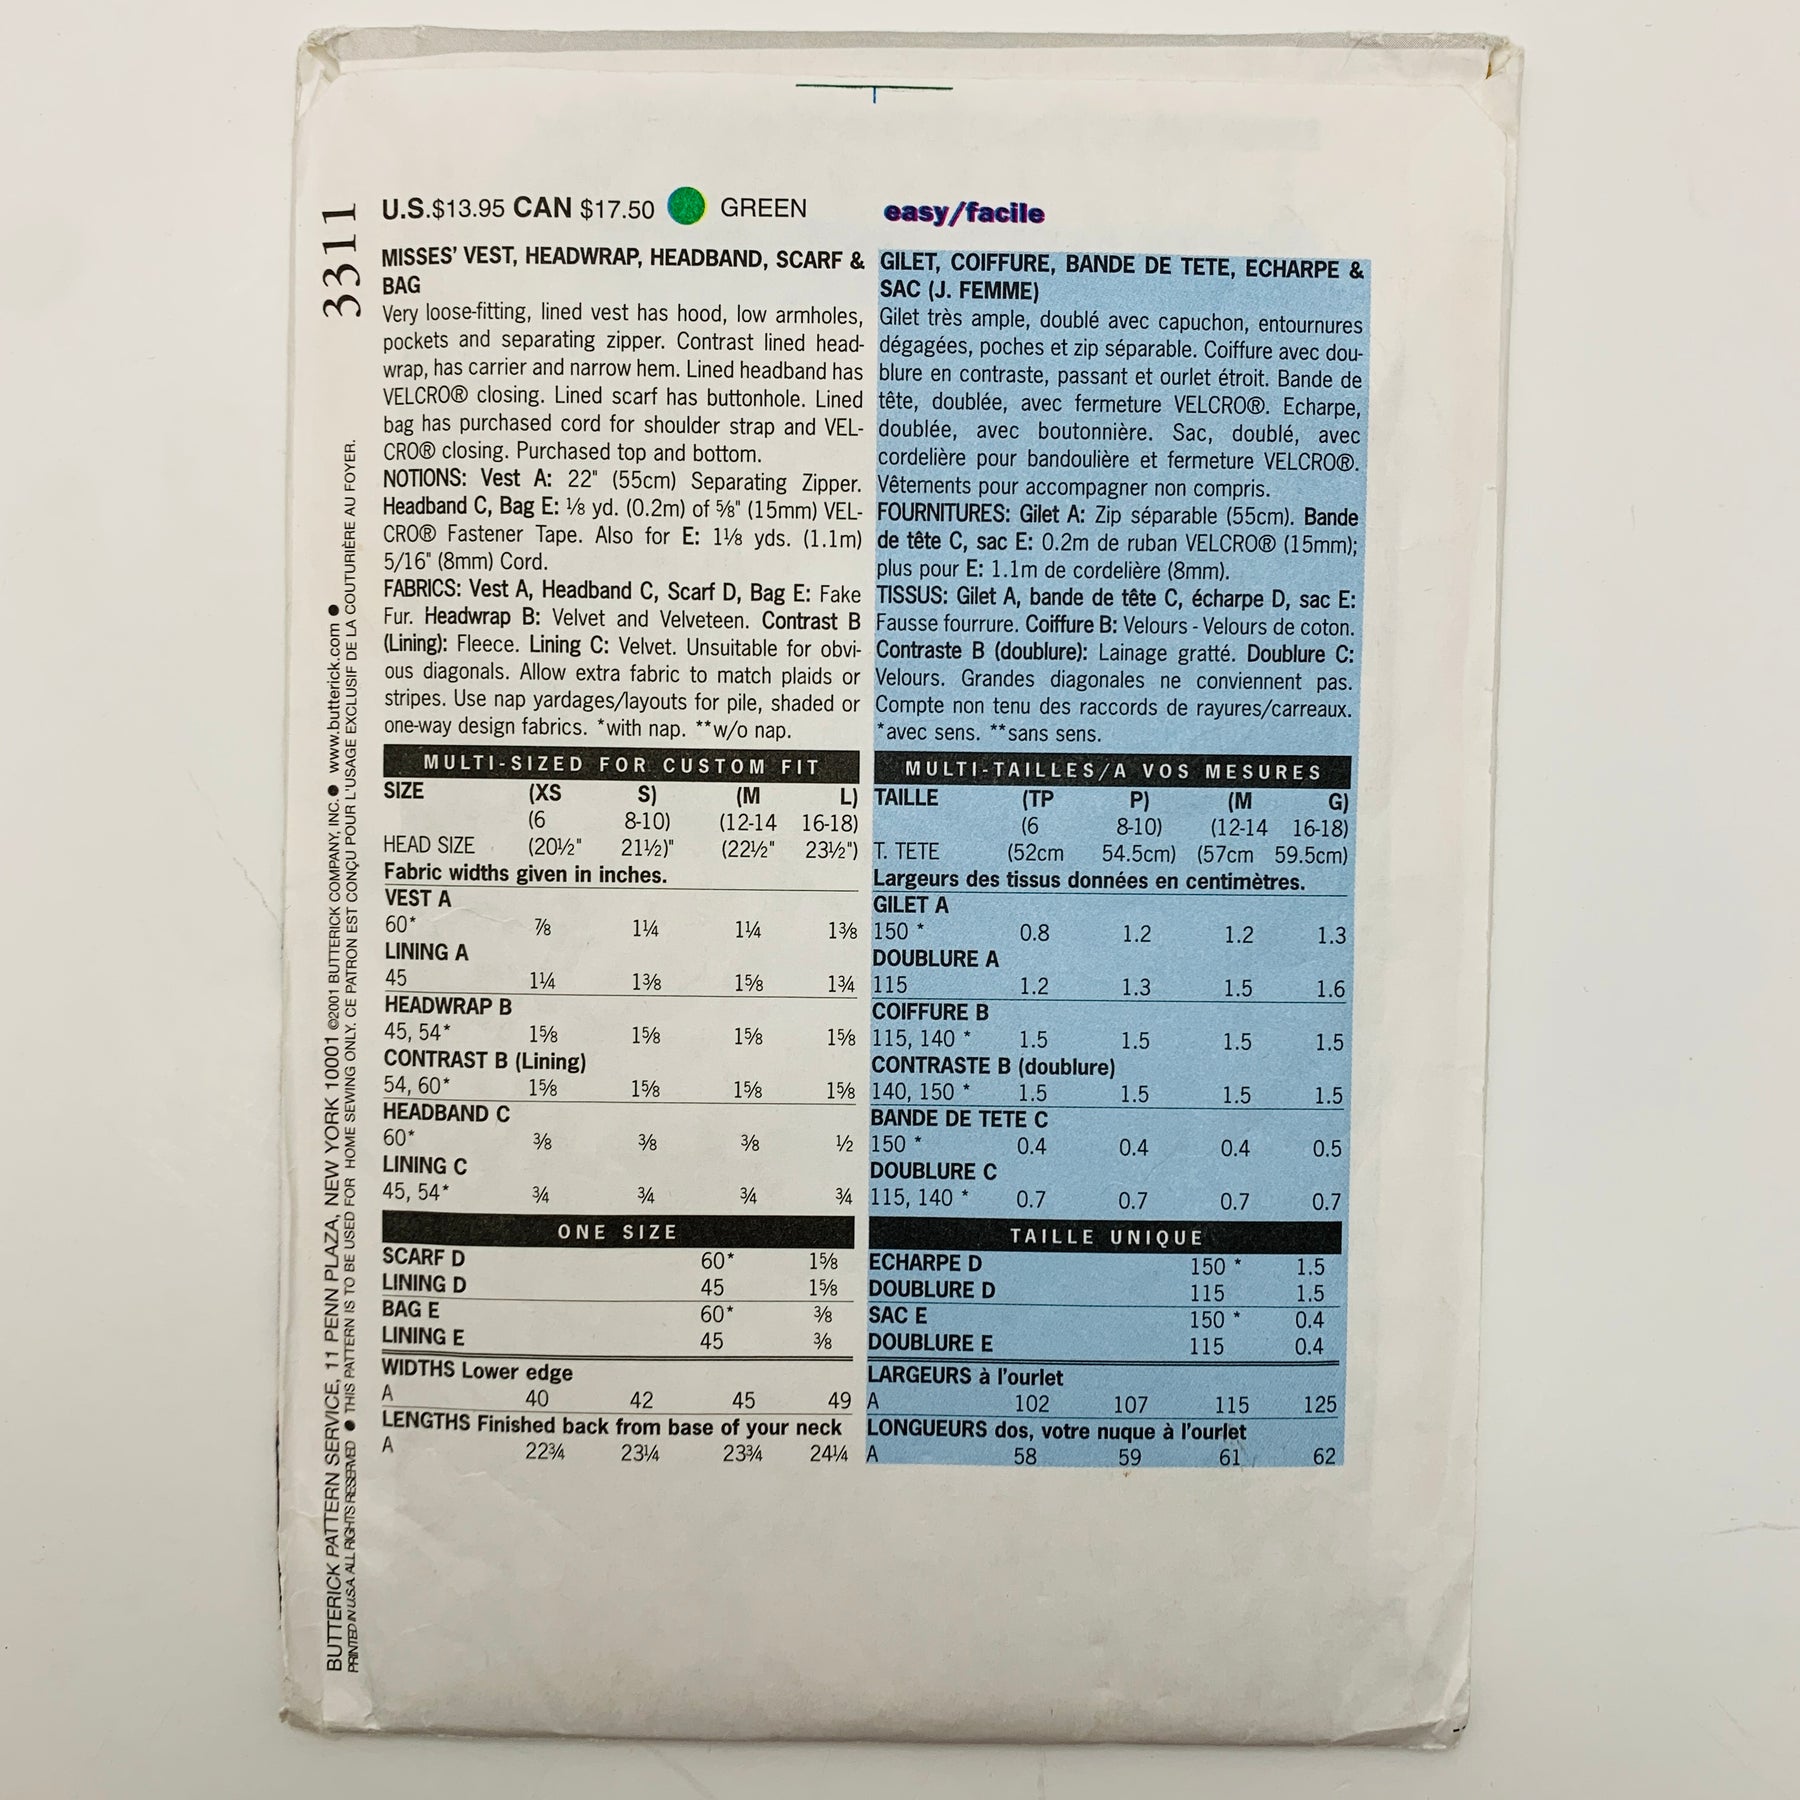 3311
BUTTERICK PATTERN SERVICE, 11 PENN PLAZA, NEW YORK 10001 ©2001 BUTTERICK COMPANY, INC. ● www.butterick.com ●
PRINTED IN U.S.A. ALL RIGHTS RESERVED ● THIS PATTERN IS TO BE USED FOR HOME SEWING ONLY. CE PATRON EST CONÇU POUR L'USAGE EXCLUSIF DE LA COUTURIÈRE AU FOYER.
U.S.$13.95 CAN $17.50 GREEN
MISSES' VEST, HEADWRAP, HEADBAND, SCARF &
BAG
Very loose-fitting, lined vest has hood, low armholes,
pockets and separating zipper. Contrast lined head-
wrap, has carrier and narrow hem. Lined headband has
VELCRO® closing. Lined scarf has buttonhole. Lined
bag has purchased cord for shoulder strap and VEL-
CRO® closing. Purchased top and bottom.
NOTIONS: Vest A: 22" (55cm) Separating Zipper.
Headband C, Bag E: ⅛ yd. (0.2m) of ⅝" (15mm) VEL-
CRO® Fastener Tape. Also for E: 1⅛ yds. (1.1m)
5/16" (8mm) Cord.
FABRICS: Vest A, Headband C, Scarf D, Bag E: Fake
Fur. Headwrap B: Velvet and Velveteen. Contrast B
(Lining): Fleece. Lining C: Velvet. Unsuitable for obvi-
ous diagonals. Allow extra fabric to match plaids or
stripes. Use nap yardages/layouts for pile, shaded or
one-way design fabrics. *with nap. **w/o nap.
MULTI-SIZED FOR CUSTOM FIT
SIZE (XS S) (M L)
(6 8-10) (12-14 16-18)
HEAD SIZE (20½" 21½)" (22½" 23½")
Fabric widths given in inches.
VEST A
60* ⅞ 1¼ 1¼ 1⅜
LINING A
45 1¼ 1⅜ 1⅝ 1¾
HEADWRAP B
45, 54* 1⅝ 1⅝ 1⅝ 1⅝
CONTRAST B (Lining)
54, 60* 1⅝ 1⅝ 1⅝ 1⅝
HEADBAND C
60* ⅜ ⅜ ⅜ ½
LINING C
45, 54* ¾ ¾ ¾ ¾
ONE SIZE
SCARF D 60* 1⅝
LINING D 45 1⅝
BAG E 60* ⅜
LINING E 45 ⅜
WIDTHS Lower edge
A 40 42 45 49
LENGTHS Finished back from base of your neck
A 22¾ 23¼ 23¾ 24¼
easy/facile
GILET, COIFFURE, BANDE DE TETE, ECHARPE &
SAC (J. FEMME)
Gilet très ample, doublé avec capuchon, entournures
dégagées, poches et zip séparable. Coiffure avec dou-
blure en contraste, passant et ourlet étroit. Bande de
tête, doublée, avec fermeture VELCRO®. Echarpe,
doublée, avec boutonnière. Sac, doublé, avec
cordelière pour bandoulière et fermeture VELCRO®.
Vêtements pour accompagner non compris.
FOURNITURES: Gilet A: Zip séparable (55cm). Bande
de tête C, sac E: 0.2m de ruban VELCRO® (15mm);
plus pour E: 1.1m de cordelière (8mm).
TISSUS: Gilet A, bande de tête C, écharpe D, sac E:
Fausse fourrure. Coiffure B: Velours - Velours de coton.
Contraste B (doublure): Lainage gratté. Doublure C:
Velours. Grandes diagonales ne conviennent pas.
Compte non tenu des raccords de rayures/carreaux.
*avec sens. **sans sens.
MULTI-TAILLES/A VOS MESURES
TAILLE (TP P) (M G)
(6 8-10) (12-14 16-18)
T. TETE (52cm 54.5cm) (57cm 59.5cm)
Largeurs des tissus données en centimètres.
GILET A
150 * 0.8 1.2 1.2 1.3
DOUBLURE A
115 1.2 1.3 1.5 1.6
COIFFURE B
115, 140 * 1.5 1.5 1.5 1.5
CONTRASTE B (doublure)
140, 150 * 1.5 1.5 1.5 1.5
BANDE DE TETE C
150 * 0.4 0.4 0.4 0.5
DOUBLURE C
115, 140 * 0.7 0.7 0.7 0.7
TAILLE UNIQUE
ECHARPE D 150 * 1.5
DOUBLURE D 115 1.5
SAC E 150 * 0.4
DOUBLURE E 115 0.4
LARGEURS à l'ourlet
A 102 107 115 125
LONGUEURS dos, votre nuque à l'ourlet
A 58 59 61 62